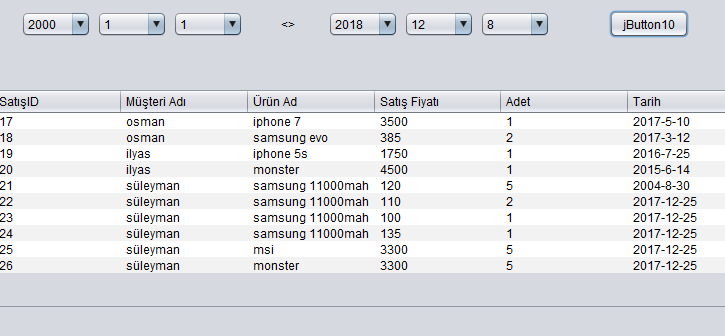 2000 1 1 <> 2018 12 8 jButton10
SatışID Müşteri Adı Ürün Ad Satış Fiyatı Adet Tarih
17 osman iphone 7 3500 1 2017-5-10
18 osman samsung evo 385 2 2017-3-12
19 ilyas iphone 5s 1750 1 2016-7-25
20 ilyas monster 4500 1 2015-6-14
21 süleyman samsung 11000mah 120 5 2004-8-30
22 süleyman samsung 11000mah 110 2 2017-12-25
23 süleyman samsung 11000mah 100 1 2017-12-25
24 süleyman samsung 11000mah 135 1 2017-12-25
25 süleyman msi 3300 5 2017-12-25
26 süleyman monster 3300 5 2017-12-25